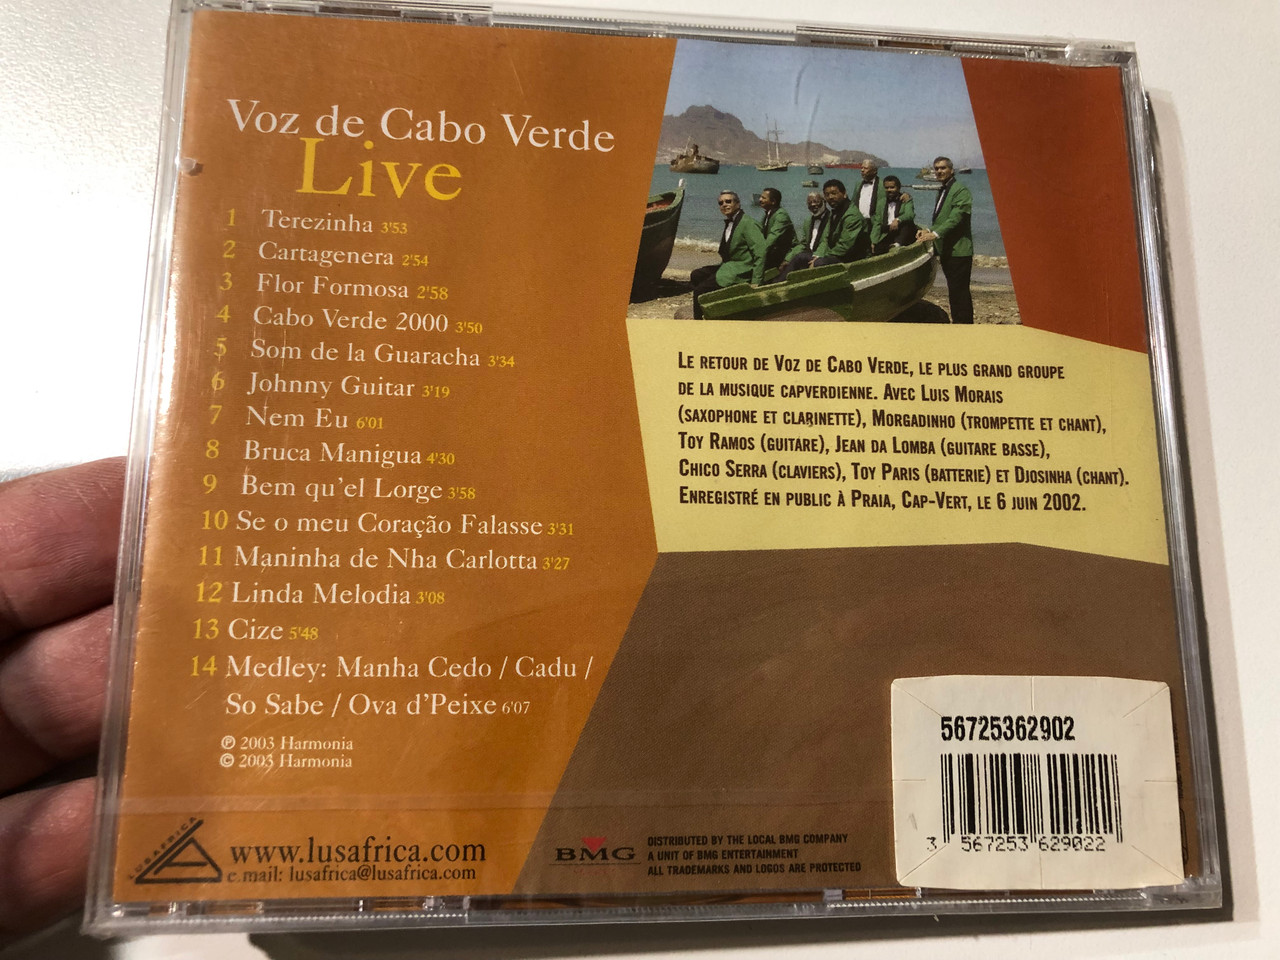 Voz de Cabo Verde
Live
1 Terezinha 3'53
2 Cartagenera 2'54
3 Flor Formosa 2'58
4 Cabo Verde 2000 3'50
5 Som de la Guaracha 3'34
6 Johnny Guitar 3'19
7 Nem Eu 6'01
8 Bruca Manigua 4'30
9 Bem qu'el Lorge 3'58
10 Se o meu Coração Falasse 3'31
11 Maninha de Nha Carlotta 3'27
12 Linda Melodia 3'08
13 Cize 5'48
14 Medley: Manha Cedo / Cadu /
So Sabe / Ova d'Peixe 6'07
℗ 2003 Harmonia
© 2003 Harmonia
LE RETOUR DE VOZ DE CABO VERDE, LE PLUS GRAND GROUPE
DE LA MUSIQUE CAPVERDIENNE. AVEC LUIS MORAIS
(SAXOPHONE ET CLARINETTE), MORGADINHO (TROMPETTE ET CHANT),
TOY RAMOS (GUITARE), JEAN DA LOMBA (GUITARE BASSE),
CHICO SERRA (CLAVIERS), TOY PARIS (BATTERIE) ET DJOSINHA (CHANT).
ENREGISTRÉ EN PUBLIC À PRAIA, CAP-VERT, LE 6 JUIN 2002.
LUSAFRICA
www.lusafrica.com
e.mail: lusafrica@lusafrica.com
BMG
DISTRIBUTED BY THE LOCAL BMG COMPANY
A UNIT OF BMG ENTERTAINMENT
ALL TRADEMARKS AND LOGOS ARE PROTECTED
56725362902
3 567253 629022